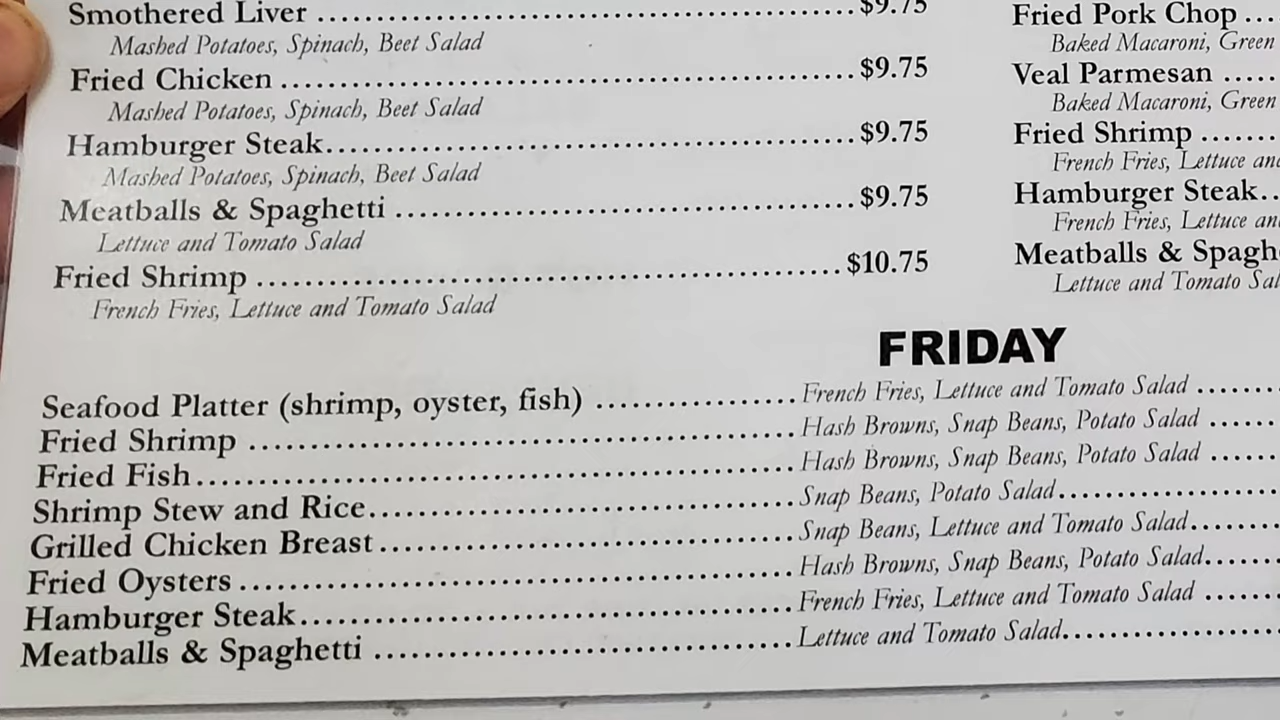 Smothered Liver ........ $9.75
Mashed Potatoes, Spinach, Beet Salad
Fried Chicken ........ $9.75
Mashed Potatoes, Spinach, Beet Salad
Hamburger Steak ........ $9.75
Mashed Potatoes, Spinach, Beet Salad
Meatballs & Spaghetti ........ $9.75
Lettuce and Tomato Salad
Fried Shrimp ........ $10.75
French Fries, Lettuce and Tomato Salad
Fried Pork Chop ...
Baked Macaroni, Green
Veal Parmesan .....
Baked Macaroni, Green
Fried Shrimp .......
French Fries, Lettuce and
Hamburger Steak..
French Fries, Lettuce an
Meatballs & Spagh
Lettuce and Tomato Sal
FRIDAY
Seafood Platter (shrimp, oyster, fish) ........ French Fries, Lettuce and Tomato Salad ........
Fried Shrimp ........ Hash Browns, Snap Beans, Potato Salad ........
Fried Fish ........ Hash Browns, Snap Beans, Potato Salad ........
Shrimp Stew and Rice ........ Snap Beans, Potato Salad ........
Grilled Chicken Breast ........ Snap Beans, Lettuce and Tomato Salad ........
Fried Oysters ........ Hash Browns, Snap Beans, Potato Salad ........
Hamburger Steak ........ French Fries, Lettuce and Tomato Salad ........
Meatballs & Spaghetti ........ Lettuce and Tomato Salad ........